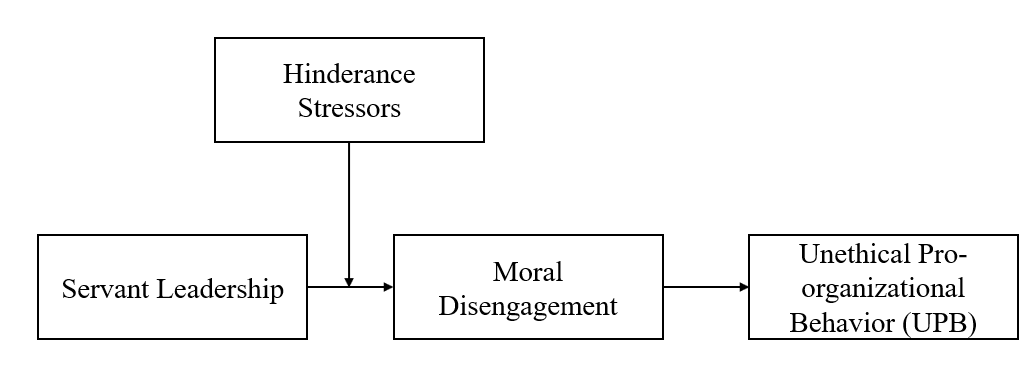 Hinderance
Stressors
Servant Leadership
Moral
Disengagement
Unethical Pro-
organizational
Behavior (UPB)